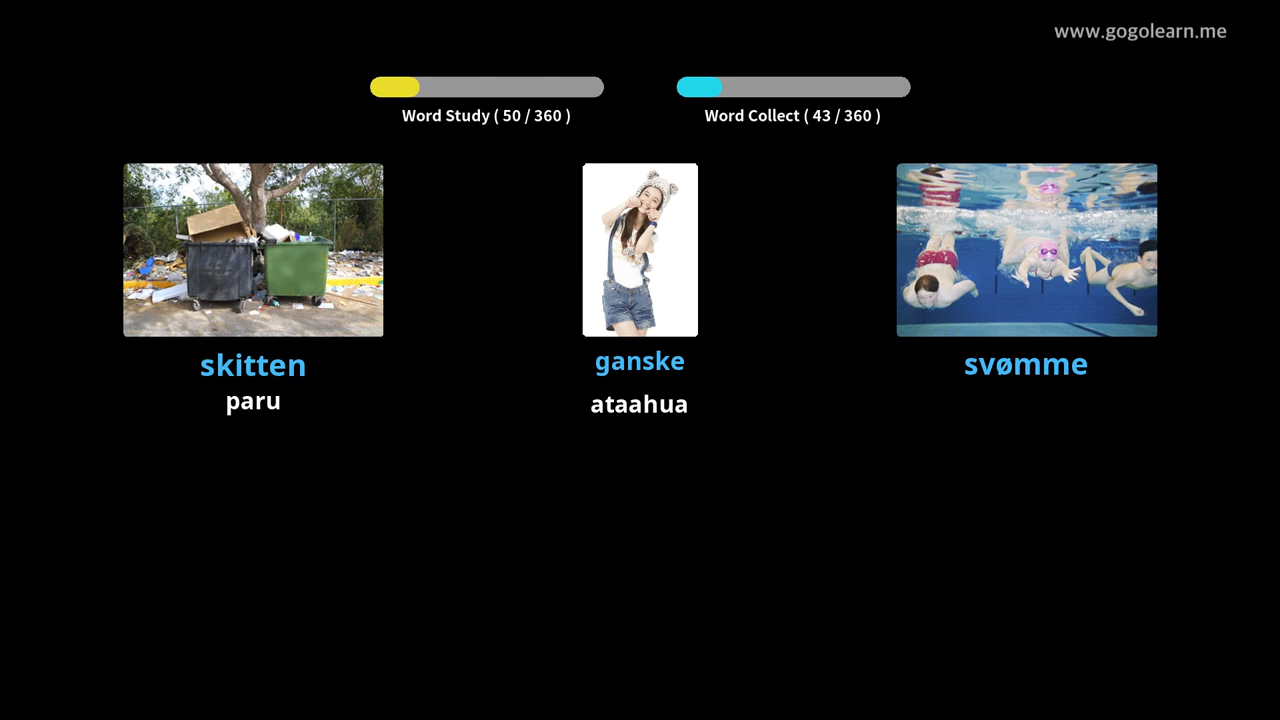 www.gogolearn.me
Word Study ( 50 / 360 )
Word Collect ( 43 / 360 )
skitten
paru
ganske
ataahua
svømme